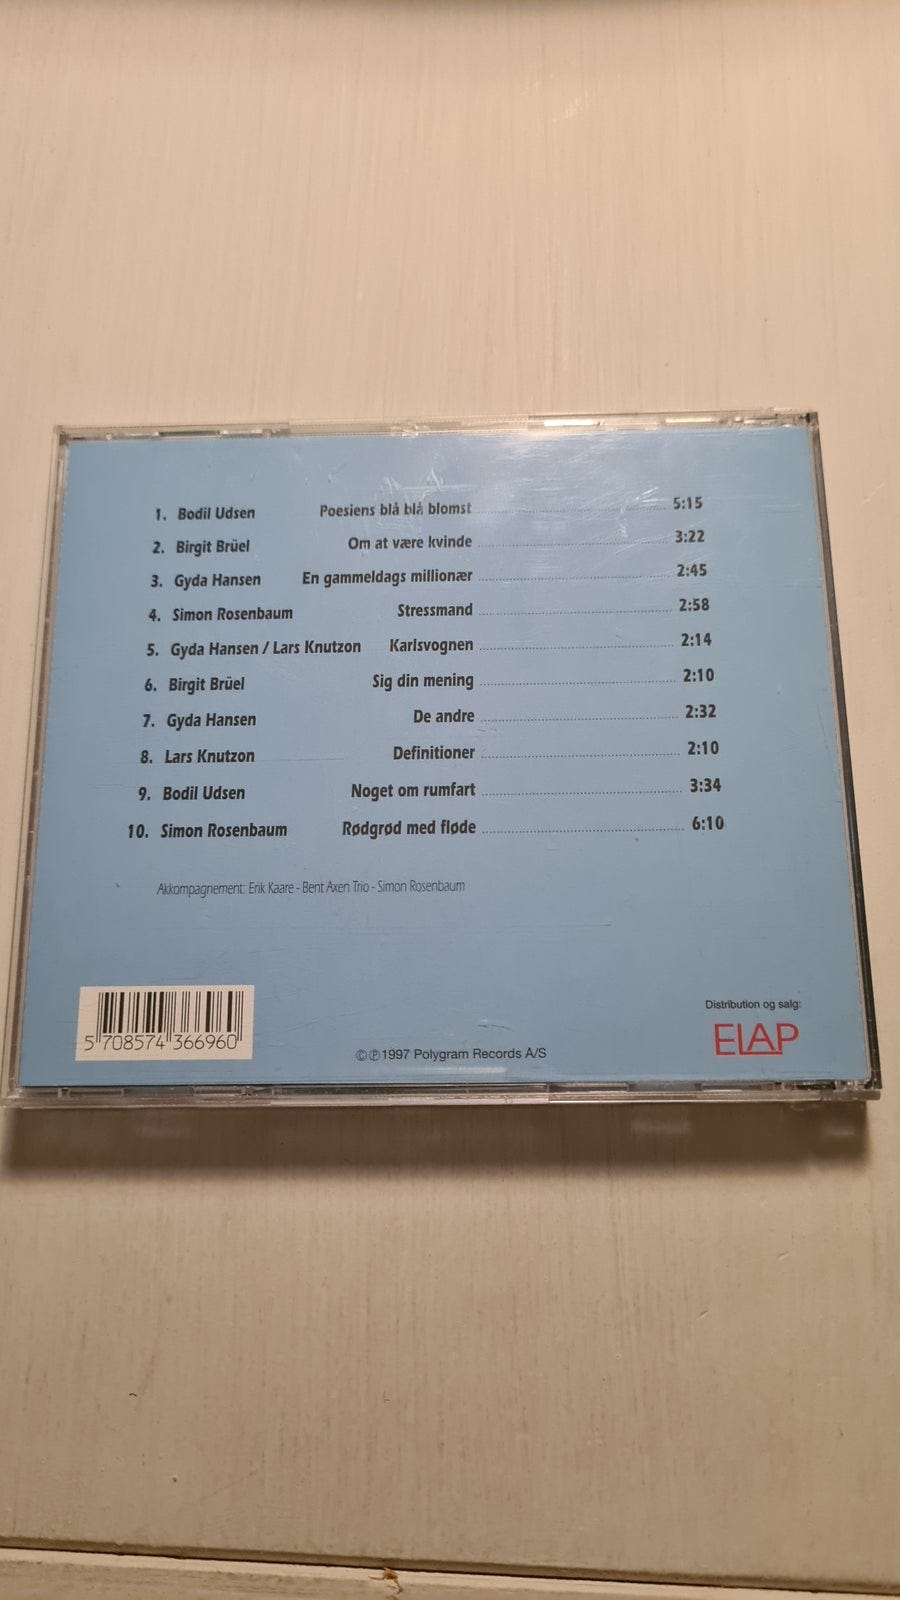 1. Bodil Udsen Poesiens blå blå blomst 5:15
2. Birgit Brüel Om at være kvinde 3:22
3. Gyda Hansen En gammeldags millionær 2:45
4. Simon Rosenbaum Stressmand 2:58
5. Gyda Hansen / Lars Knutzon Karlsvognen 2:14
6. Birgit Brüel Sig din mening 2:10
7. Gyda Hansen De andre 2:32
8. Lars Knutzon Definitioner 2:10
9. Bodil Udsen Noget om rumfart 3:34
10. Simon Rosenbaum Rødgrød med fløde 6:10
Akkompagnement: Erik Kaare - Bent Axen Trio - Simon Rosenbaum
Distribution og salg:
ELAP
5 708574 366960
©℗1997 Polygram Records A/S